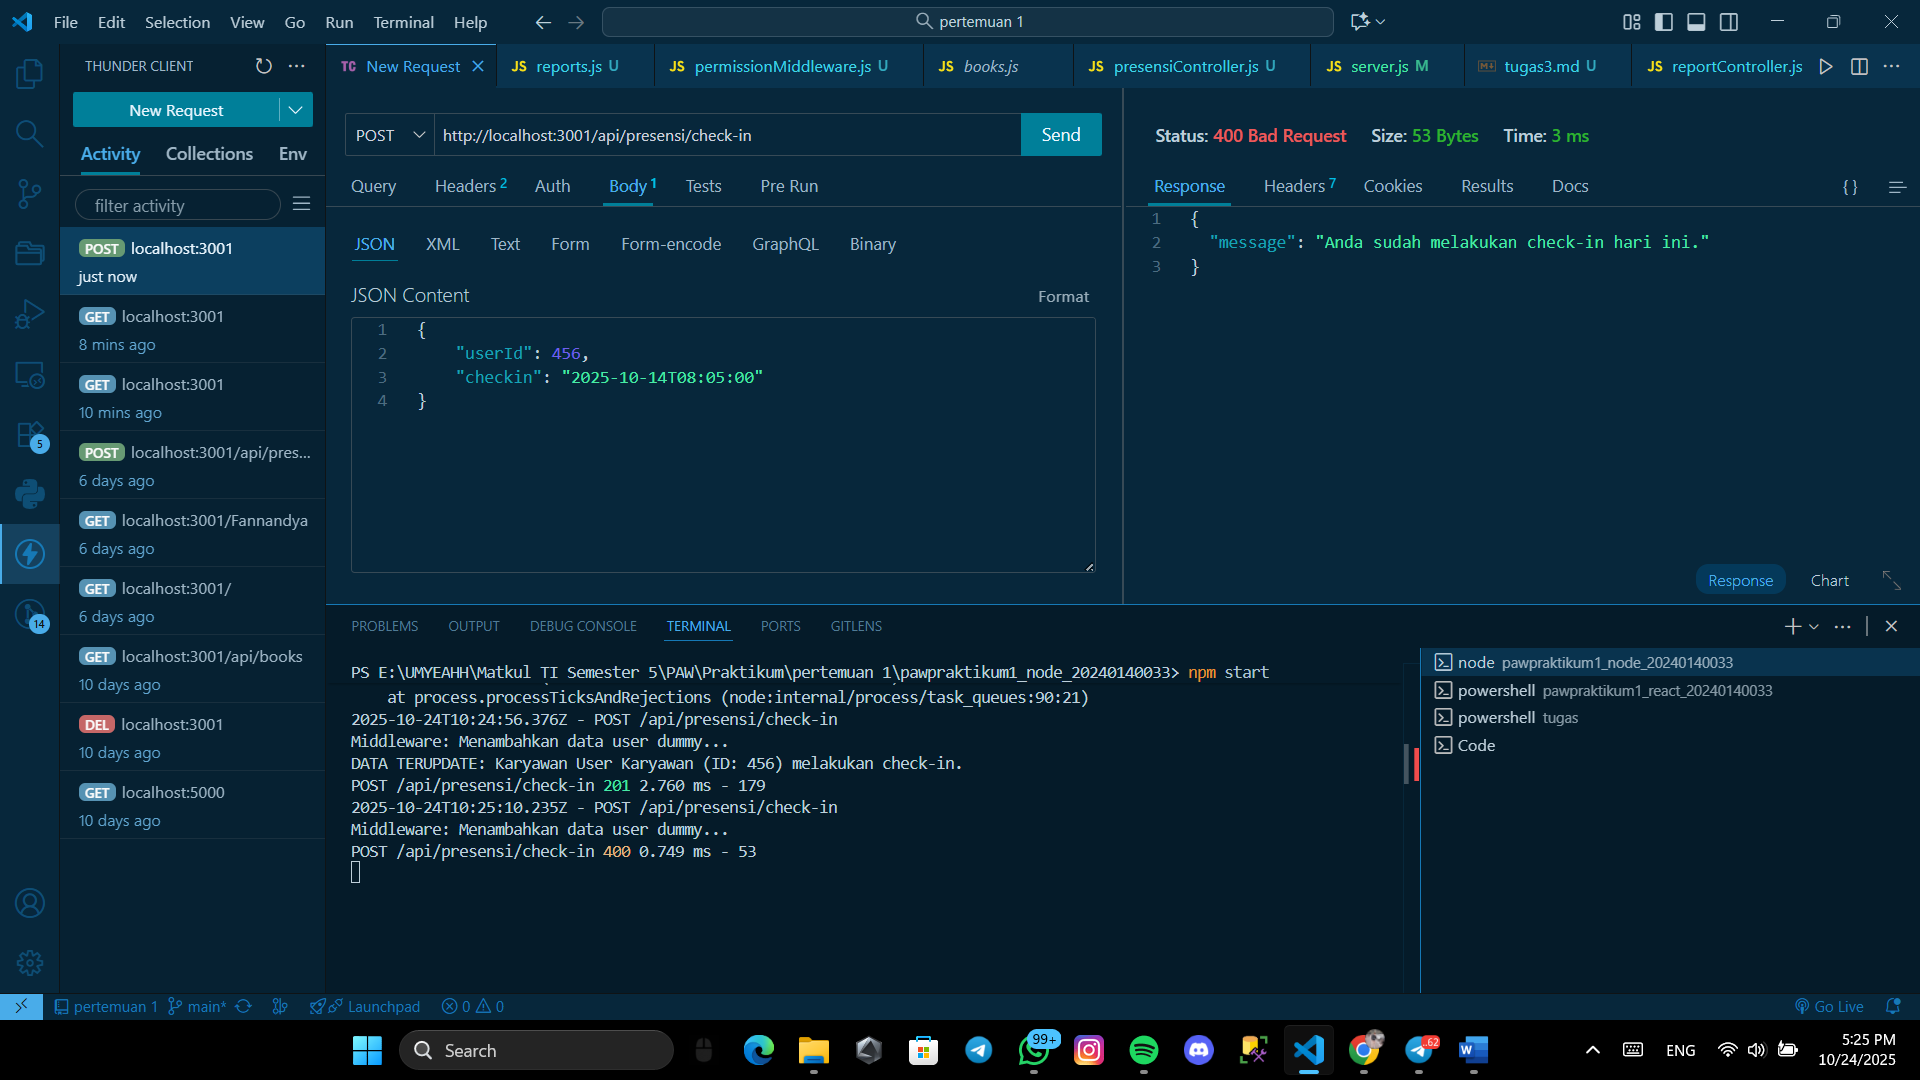 File Edit Selection View Go Run Terminal Help
pertemuan 1
THUNDER CLIENT
New Request
Activity Collections Env
filter activity
POST localhost:3001
just now
GET localhost:3001
8 mins ago
GET localhost:3001
10 mins ago
POST localhost:3001/api/pres...
6 days ago
GET localhost:3001/Fannandya
6 days ago
GET localhost:3001/
6 days ago
GET localhost:3001/api/books
10 days ago
DEL localhost:3001
10 days ago
GET localhost:5000
10 days ago
5
14
TC New Request
JS reports.js U
JS permissionMiddleware.js U
JS books.js
JS presensiController.js U
JS server.js M
tugas3.md U
JS reportController.js
POST http://localhost:3001/api/presensi/check-in Send
Query Headers 2 Auth Body 1 Tests Pre Run
JSON XML Text Form Form-encode GraphQL Binary
JSON Content Format
1 {
2 "userId": 456,
3 "checkin": "2025-10-14T08:05:00"
4 }
Status: 400 Bad Request Size: 53 Bytes Time: 3 ms
Response Headers 7 Cookies Results Docs { }
1 {
2 "message": "Anda sudah melakukan check-in hari ini."
3 }
Response Chart
PROBLEMS OUTPUT DEBUG CONSOLE TERMINAL PORTS GITLENS
PS E:\UMYEAHH\Matkul TI Semester 5\PAW\Praktikum\pertemuan 1\pawpraktikum1_node_20240140033> npm start
at process.processTicksAndRejections (node:internal/process/task_queues:90:21)
2025-10-24T10:24:56.376Z - POST /api/presensi/check-in
Middleware: Menambahkan data user dummy...
DATA TERUPDATE: Karyawan User Karyawan (ID: 456) melakukan check-in.
POST /api/presensi/check-in 201 2.760 ms - 179
2025-10-24T10:25:10.235Z - POST /api/presensi/check-in
Middleware: Menambahkan data user dummy...
POST /api/presensi/check-in 400 0.749 ms - 53
node pawpraktikum1_node_20240140033
powershell pawpraktikum1_react_20240140033
powershell tugas
Code
pertemuan 1 main* Launchpad 0 0 Go Live
Search
99+
62
ENG
5:25 PM
10/24/2025